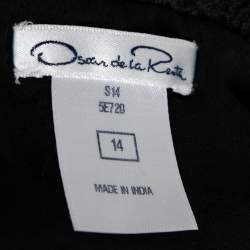 Oscar de la Renta
S14
5E720
14
MADE IN INDIA